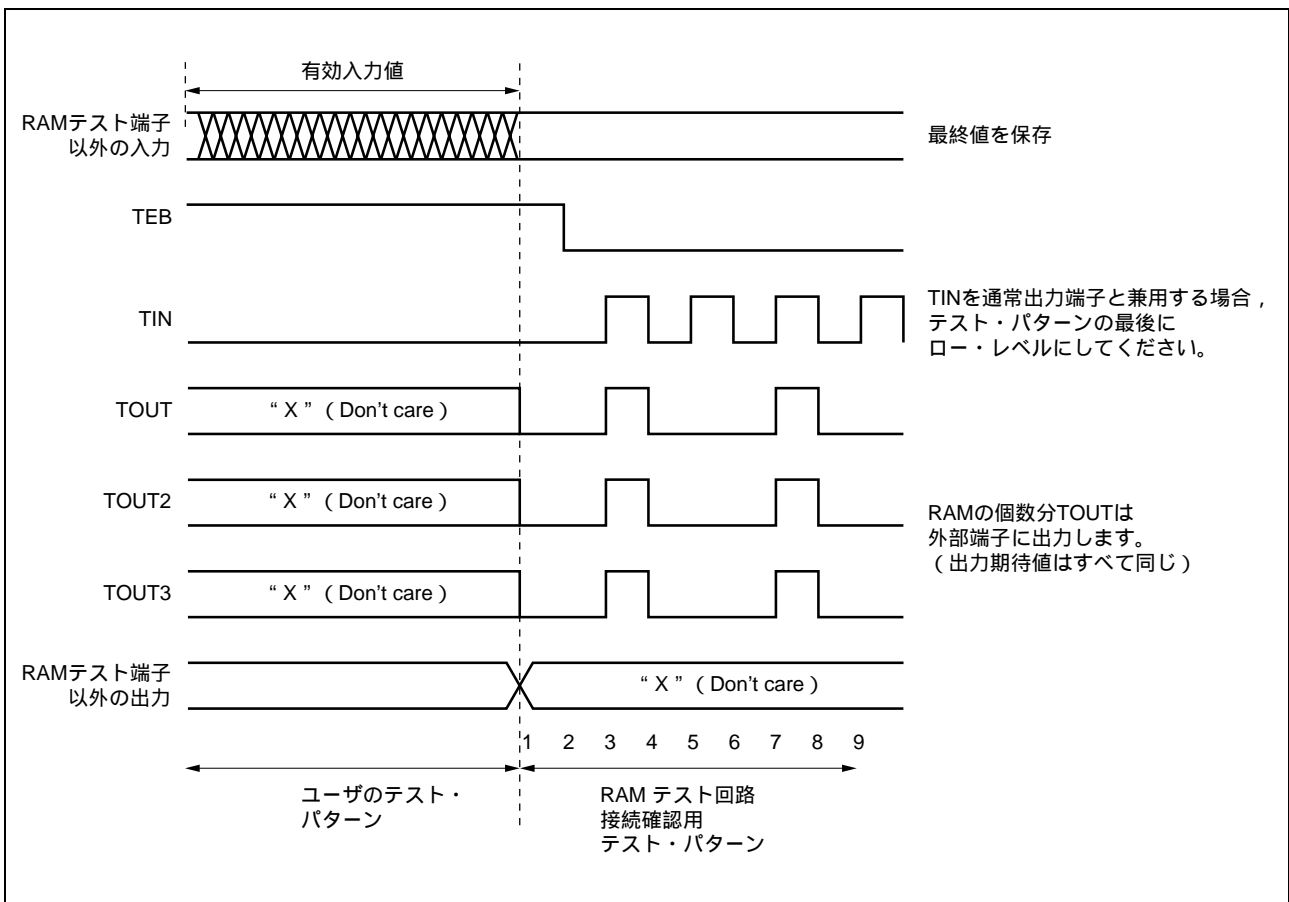 有効入力値
RAMテスト端子
以外の入力
最終値を保存
TEB
TIN
TINを通常出力端子と兼用する場合，
テスト・パターンの最後に
ロー・レベルにしてください。
TOUT
“ X ” （ Don't care ）
TOUT2
“ X ” （ Don't care ）
RAMの個数分TOUTは
外部端子に出力します。
（ 出力期待値はすべて同じ ）
TOUT3
“ X ” （ Don't care ）
RAMテスト端子
以外の出力
“ X ” （ Don't care ）
1 2 3 4 5 6 7 8 9
ユーザのテスト・
パターン
RAM テスト回路
接続確認用
テスト・パターン